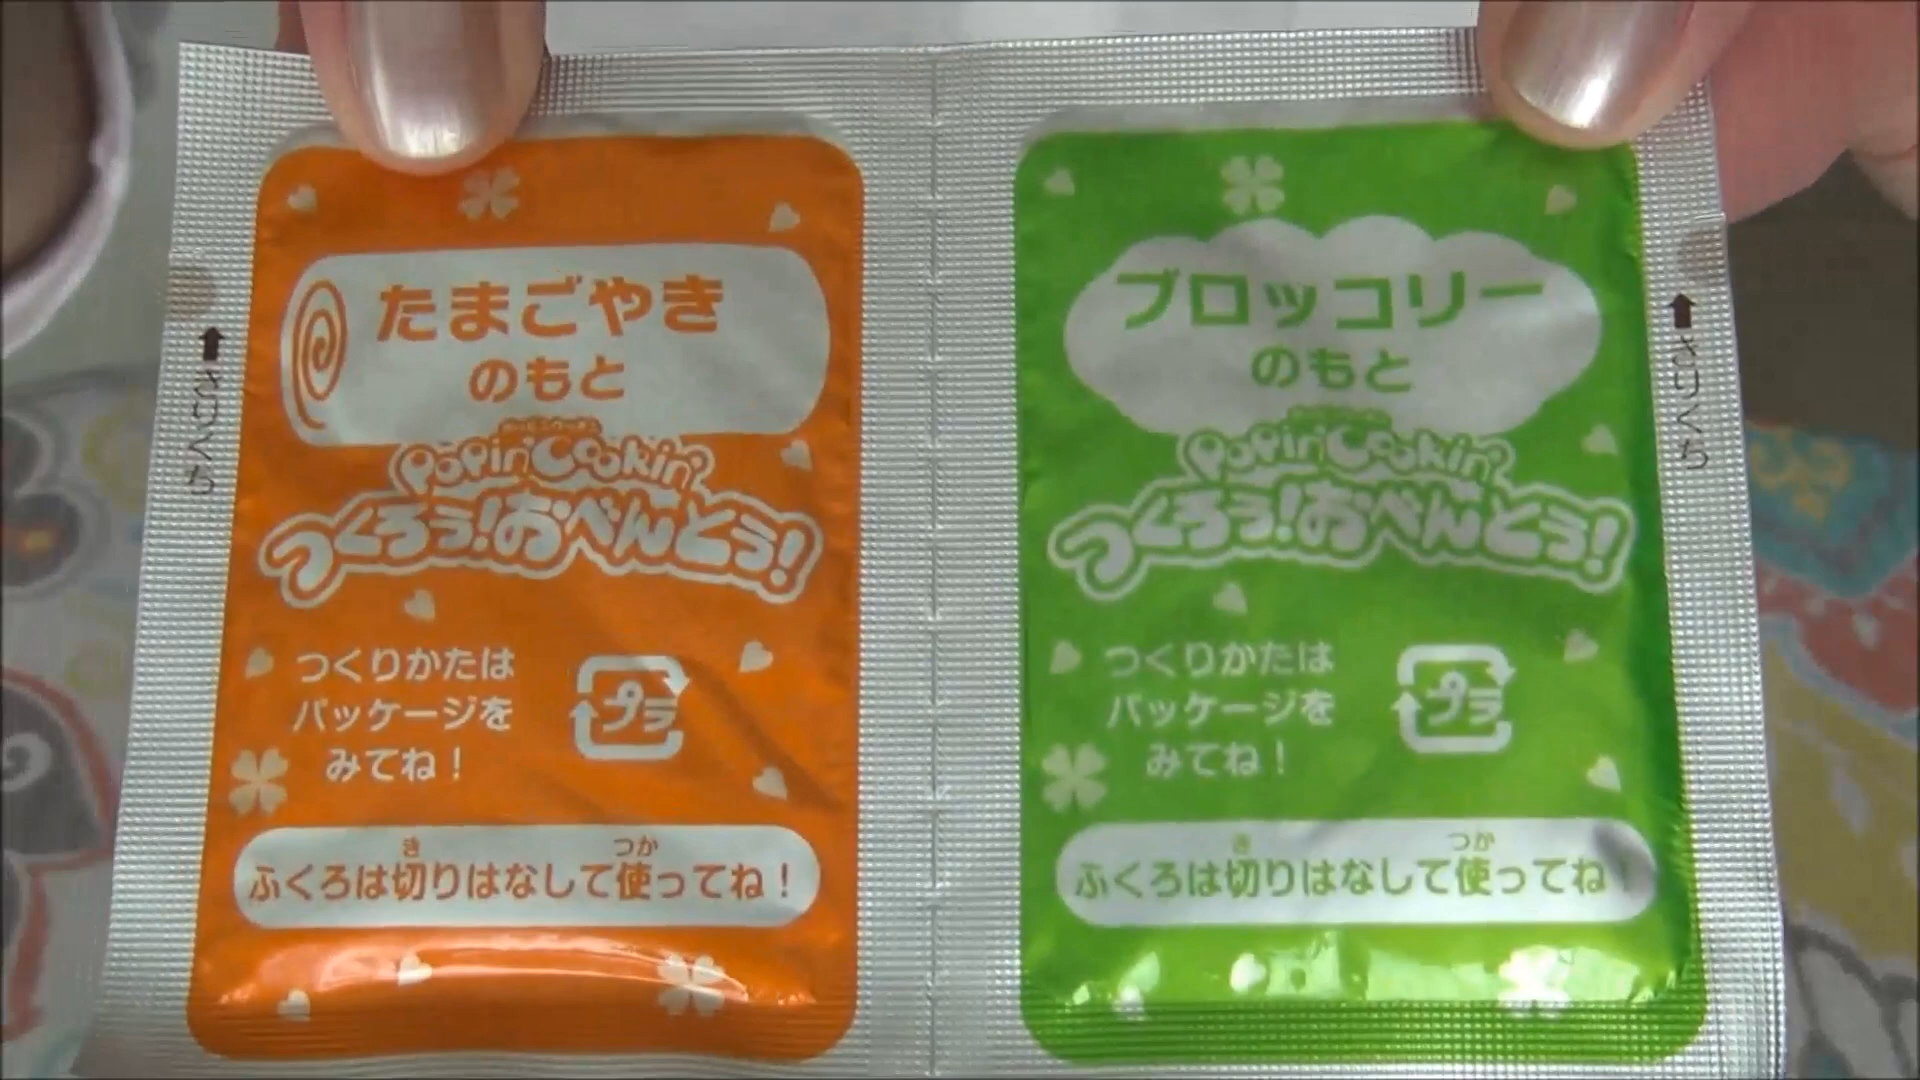 たまごやき
のもと
Popin'Cookin'
つくろう!おべんとう!
つくりかたは
パッケージを
みてね!
プラ
き つか
ふくろは切りはなして使ってね!
きりくち
ブロッコリー
のもと
Popin'Cookin'
つくろう!おべんとう!
つくりかたは
パッケージを
みてね!
プラ
き つか
ふくろは切りはなして使ってね!
きりくち